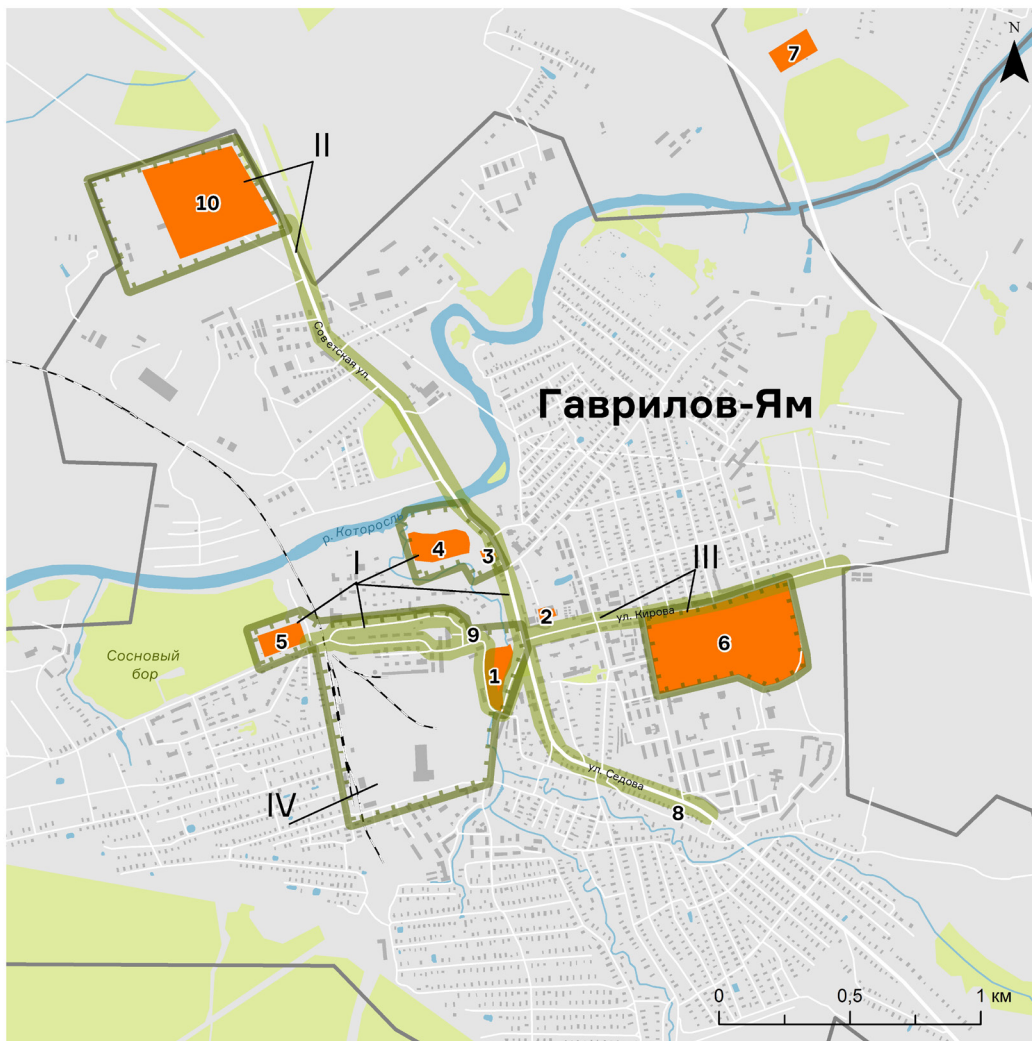 N
7
II
10
Советская ул.
Гаврилов-Ям
р. Которосль
4
3
I
III
2
ул. Кирова
9
5
6
Сосновый
бор
1
ул. Седова
IV
8
0
0,5
1 км